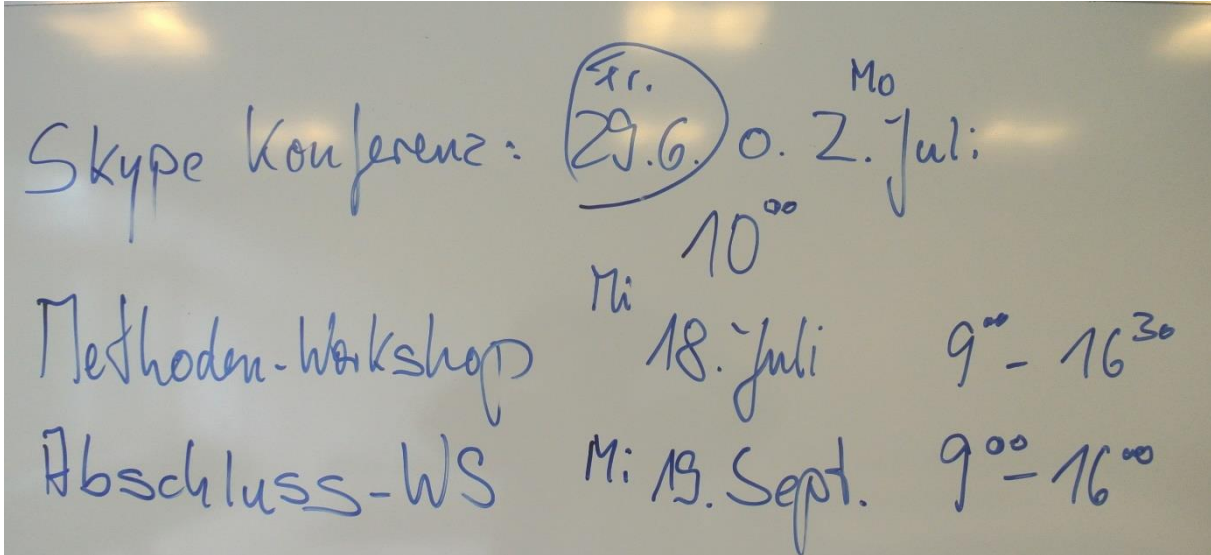 Fr. Mo
Skype Konferenz: 29.6. o. 2. Juli
10⁰⁰
Methoden-Workshop Mi 18. Juli 9⁰⁰ - 16³⁰
Abschluss-WS Mi 19. Sept. 9⁰⁰ - 16⁰⁰